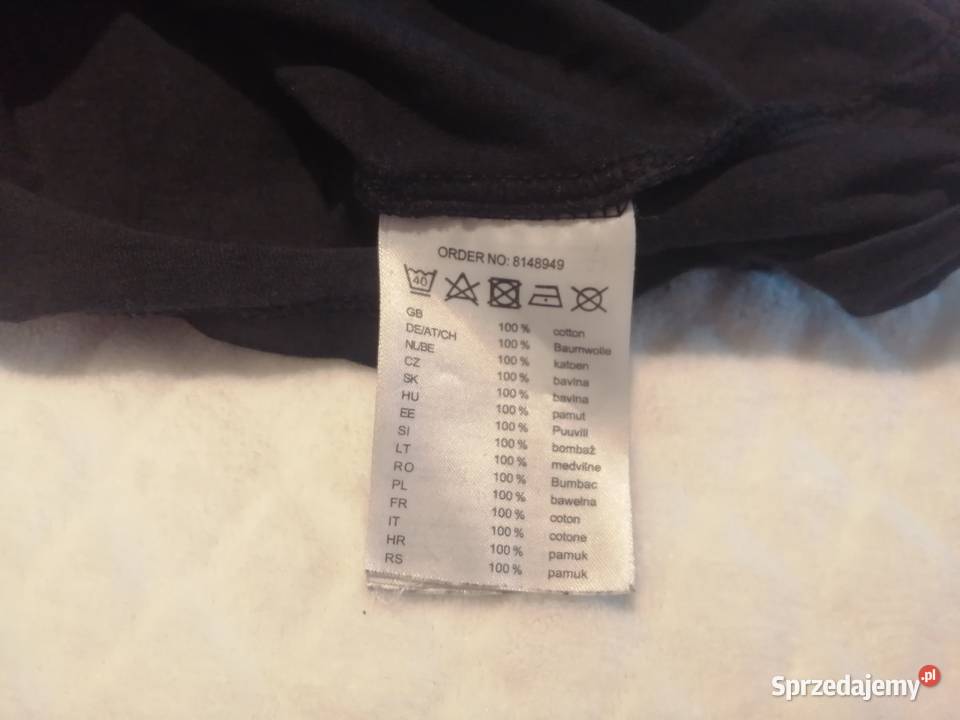 ORDER NO: 8148949
40
GB 100 % cotton
DE/AT/CH 100 % Baumwolle
NL/BE 100 % katoen
CZ 100 % bavlna
SK 100 % bavlna
HU 100 % pamut
EE 100 % Puuvill
SI 100 % bombaž
LT 100 % medvilne
RO 100 % Bumbac
PL 100 % bawełna
FR 100 % coton
IT 100 % cotone
HR 100 % pamuk
RS 100 % pamuk
Sprzedajemy.pl